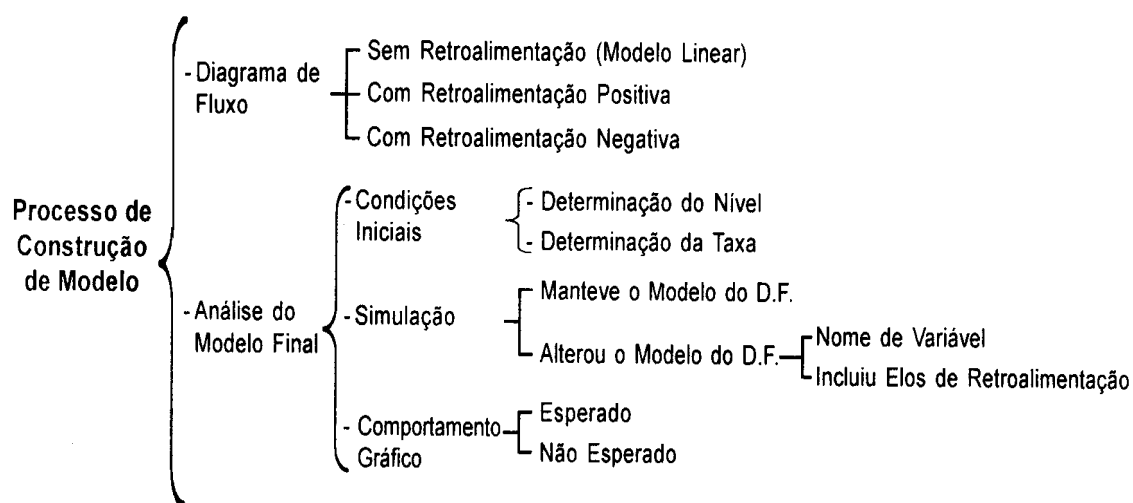 Processo de
Construção
de Modelo
- Diagrama de
Fluxo
Sem Retroalimentação (Modelo Linear)
Com Retroalimentação Positiva
Com Retroalimentação Negativa
- Análise do
Modelo Final
- Condições
Iniciais
- Determinação do Nível
- Determinação da Taxa
- Simulação
Manteve o Modelo do D.F.
Alterou o Modelo do D.F.
Nome de Variável
Incluiu Elos de Retroalimentação
- Comportamento
Gráfico
Esperado
Não Esperado